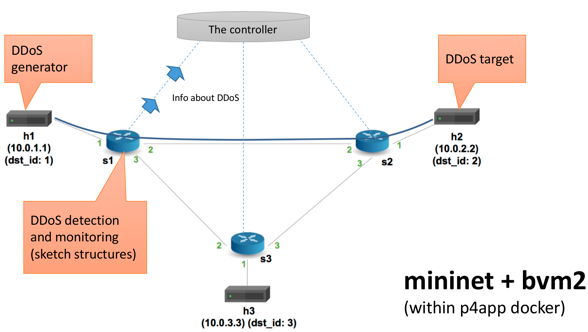 The controller
DDoS
generator
DDoS target
Info about DDoS
h1
(10.0.1.1)
(dst_id: 1)
1
s1
2
3
2
s2
1
3
h2
(10.0.2.2)
(dst_id: 2)
DDoS detection
and monitoring
(sketch structures)
2
3
s3
1
h3
(10.0.3.3) (dst_id: 3)
mininet + bvm2
(within p4app docker)